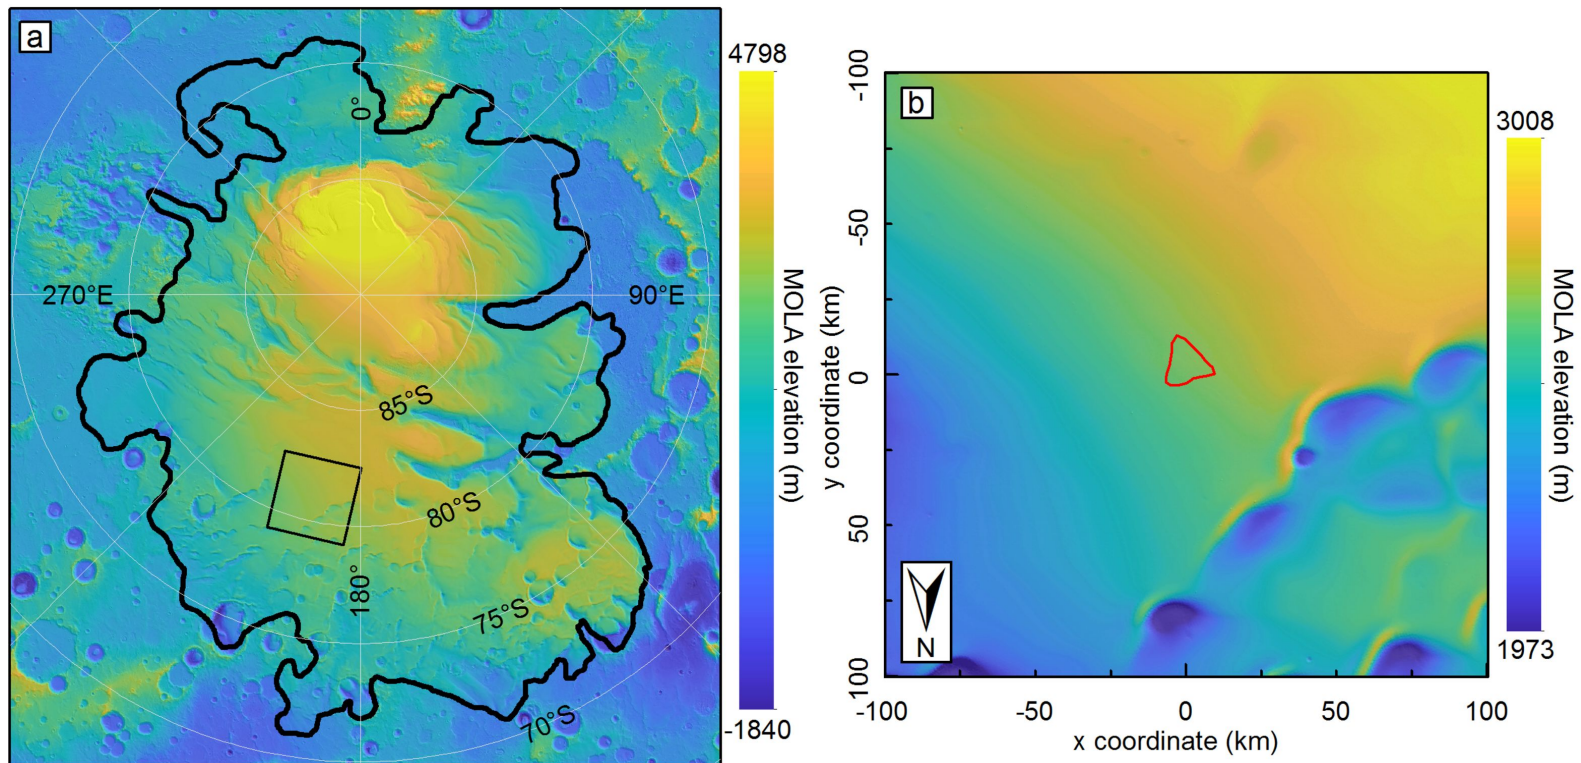 a
0°
270°E
90°E
85°S
80°S
180°
75°S
70°S
4798
MOLA elevation (m)
-1840
b
-100
-50
0
50
100
y coordinate (km)
N
-100
-50
0
50
100
x coordinate (km)
3008
MOLA elevation (m)
1973